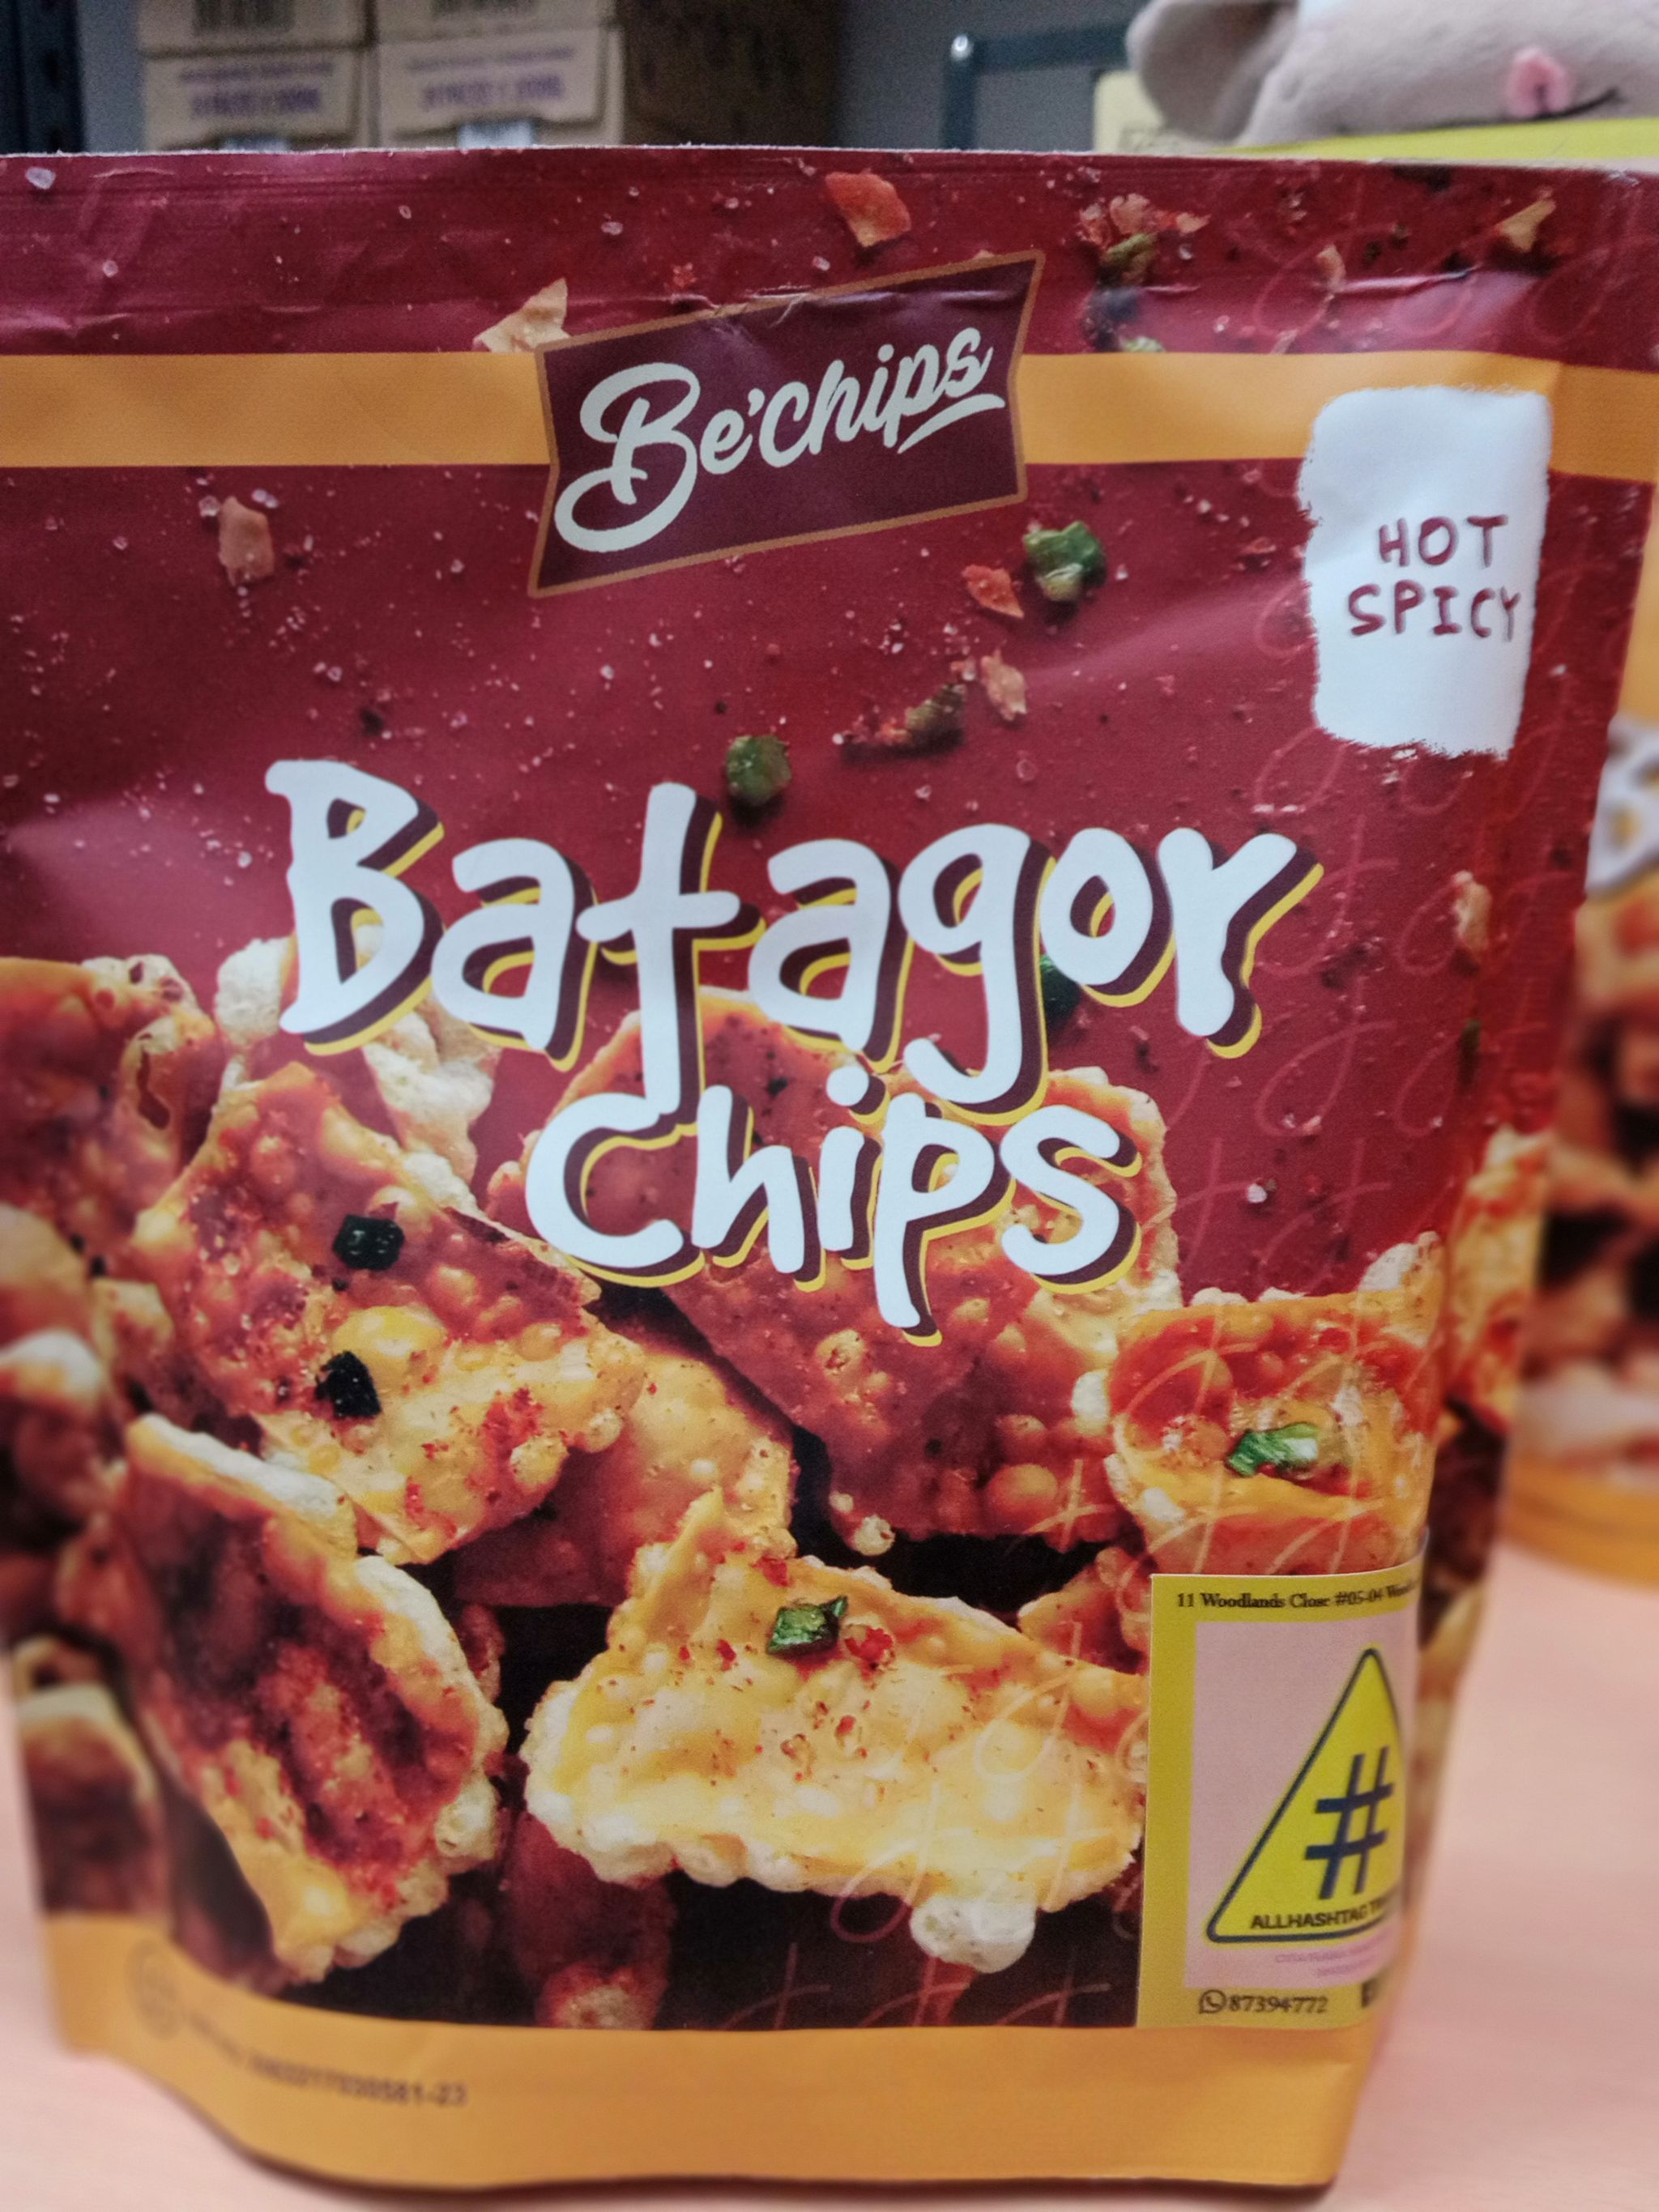 Be'chips
HOT
SPICY
Batagor
chips
11 Woodlands Close #05-04
#
ALLHASHTAG
87394772